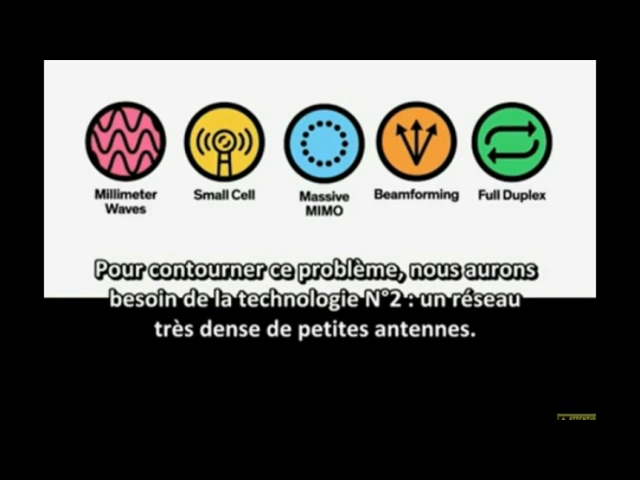 Millimeter Waves
Small Cell
Massive MIMO
Beamforming
Full Duplex
Pour contourner ce problème, nous aurons
besoin de la technologie N°2 : un réseau
très dense de petites antennes.